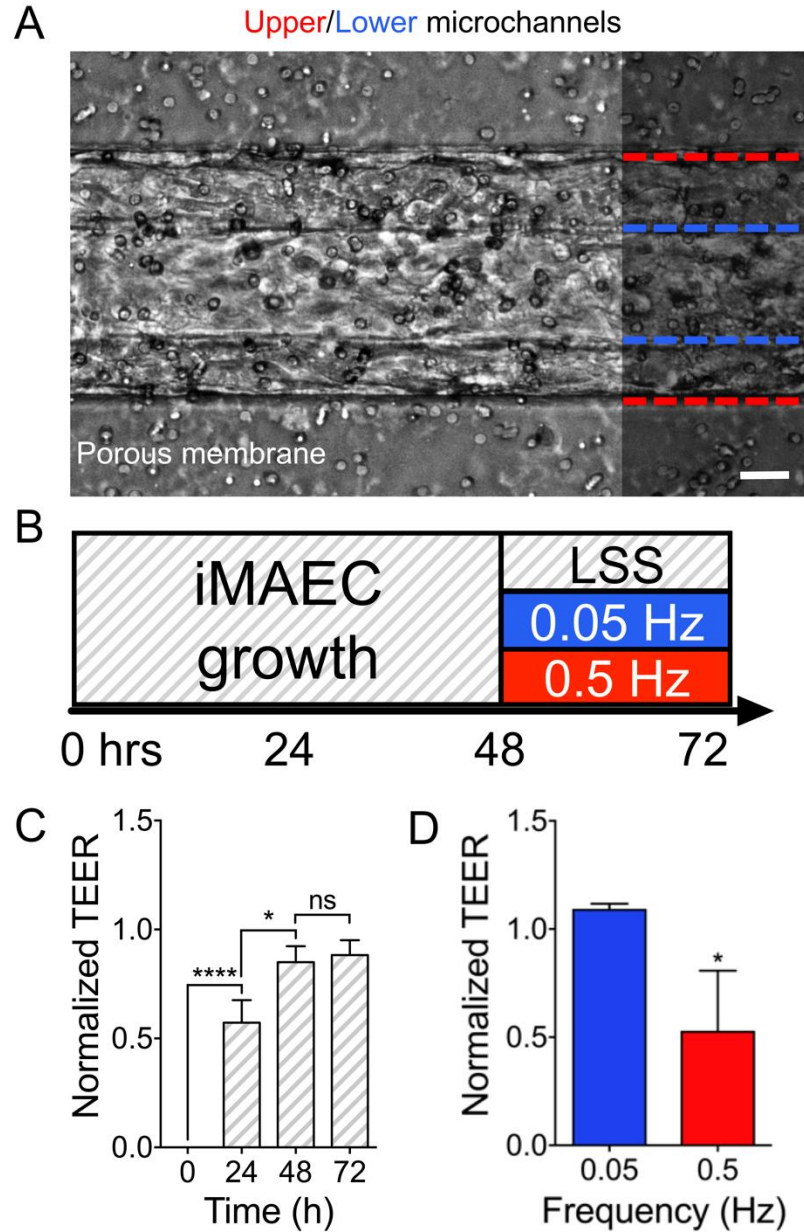 A
Upper/Lower microchannels
Porous membrane
B
iMAEC
growth
LSS
0.05 Hz
0.5 Hz
0 hrs 24 48 72
C
Normalized TEER
1.5
1.0
0.5
0.0
****
*
ns
0 24 48 72
Time (h)
D
Normalized TEER
1.5
1.0
0.5
0.0
*
0.05 0.5
Frequency (Hz)